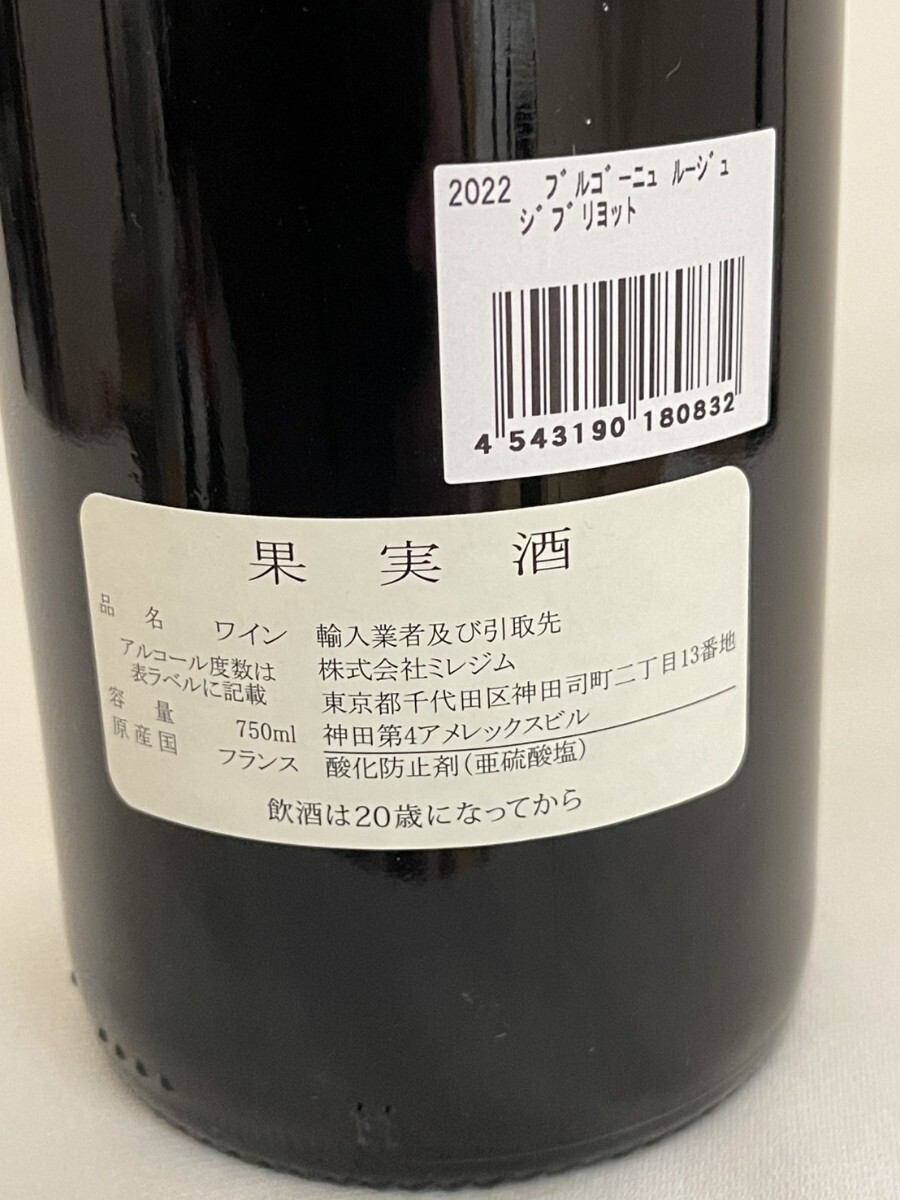 2022 ブルゴーニュ ルージュ
ジブリヨット
4 543190 180832
果実酒
品名 ワイン
アルコール度数は
表ラベルに記載
容量 750ml
原産国 フランス
輸入業者及び引取先
株式会社ミレジム
東京都千代田区神田司町二丁目13番地
神田第4アメレックスビル
酸化防止剤(亜硫酸塩)
飲酒は20歳になってから